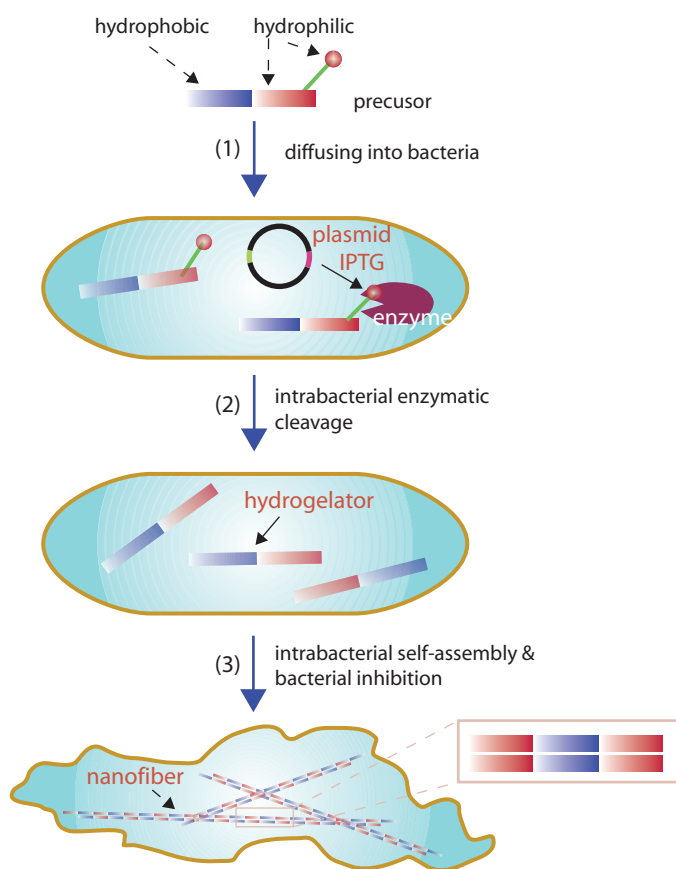 hydrophobic hydrophilic
precusor
(1) diffusing into bacteria
plasmid
IPTG
enzyme
(2) intrabacterial enzymatic
cleavage
hydrogelator
(3) intrabacterial self-assembly &
bacterial inhibition
nanofiber